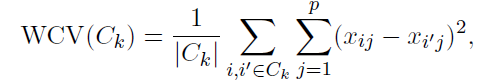 WCV(C_k) = \frac{1}{|C_k|} \sum_{i,i' \in C_k} \sum_{j=1}^{p} (x_{ij} - x_{i'j})^2,